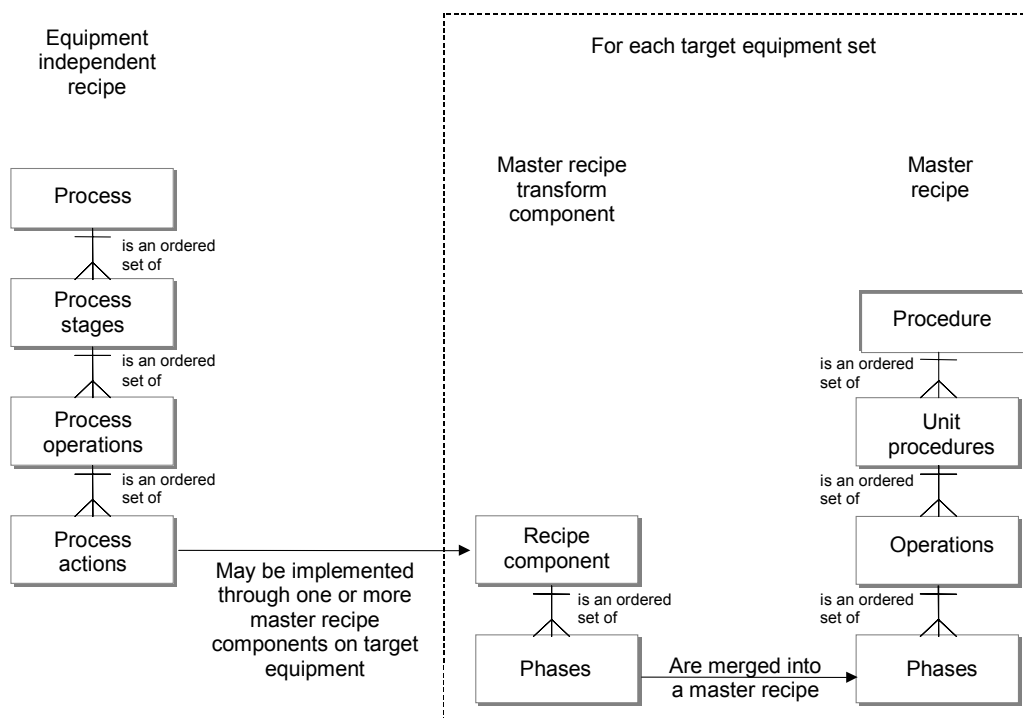 Equipment
independent
recipe
For each target equipment set
Master recipe
transform
component
Master
recipe
Process
is an ordered
set of
Process
stages
is an ordered
set of
Process
operations
is an ordered
set of
Process
actions
May be implemented
through one or more
master recipe
components on target
equipment
Recipe
component
is an ordered
set of
Phases
Are merged into
a master recipe
Procedure
is an ordered
set of
Unit
procedures
is an ordered
set of
Operations
is an ordered
set of
Phases